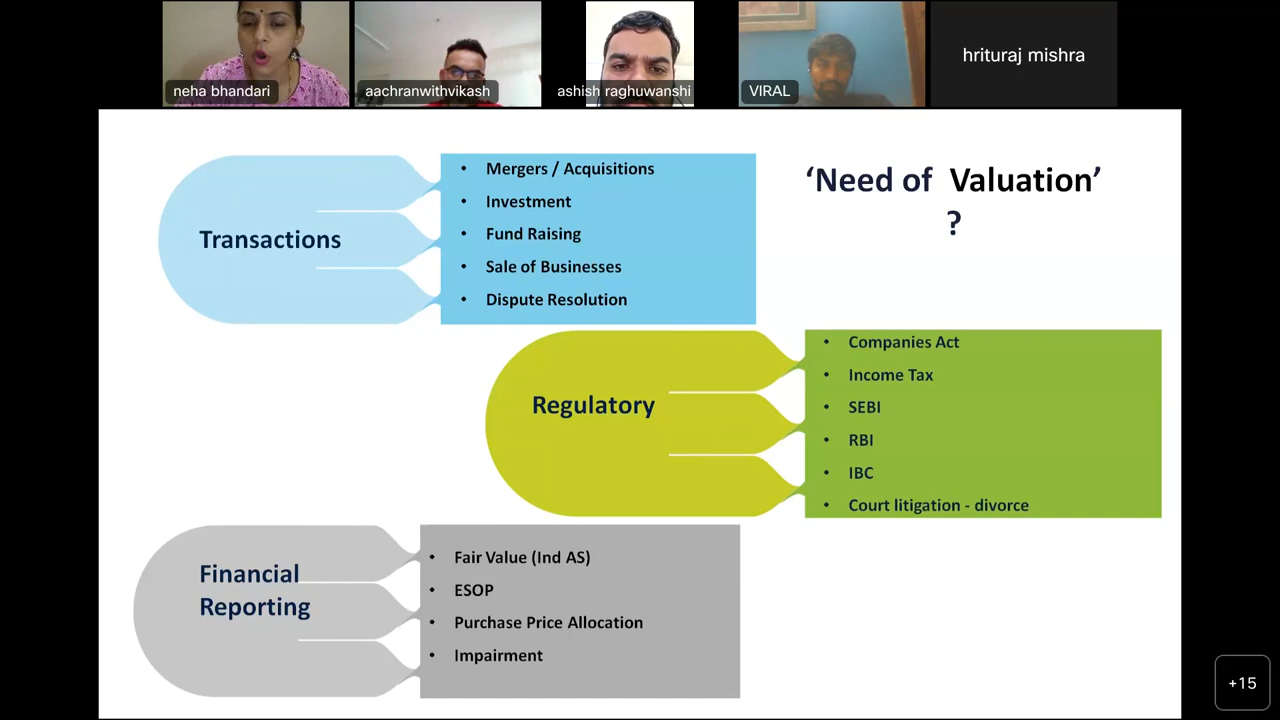 neha bhandari
aachranwithvikash
ashish raghuwanshi
VIRAL
hrituraj mishra
‘Need of Valuation’
?
Transactions
• Mergers / Acquisitions
• Investment
• Fund Raising
• Sale of Businesses
• Dispute Resolution
Regulatory
• Companies Act
• Income Tax
• SEBI
• RBI
• IBC
• Court litigation - divorce
Financial
Reporting
• Fair Value (Ind AS)
• ESOP
• Purchase Price Allocation
• Impairment
+15